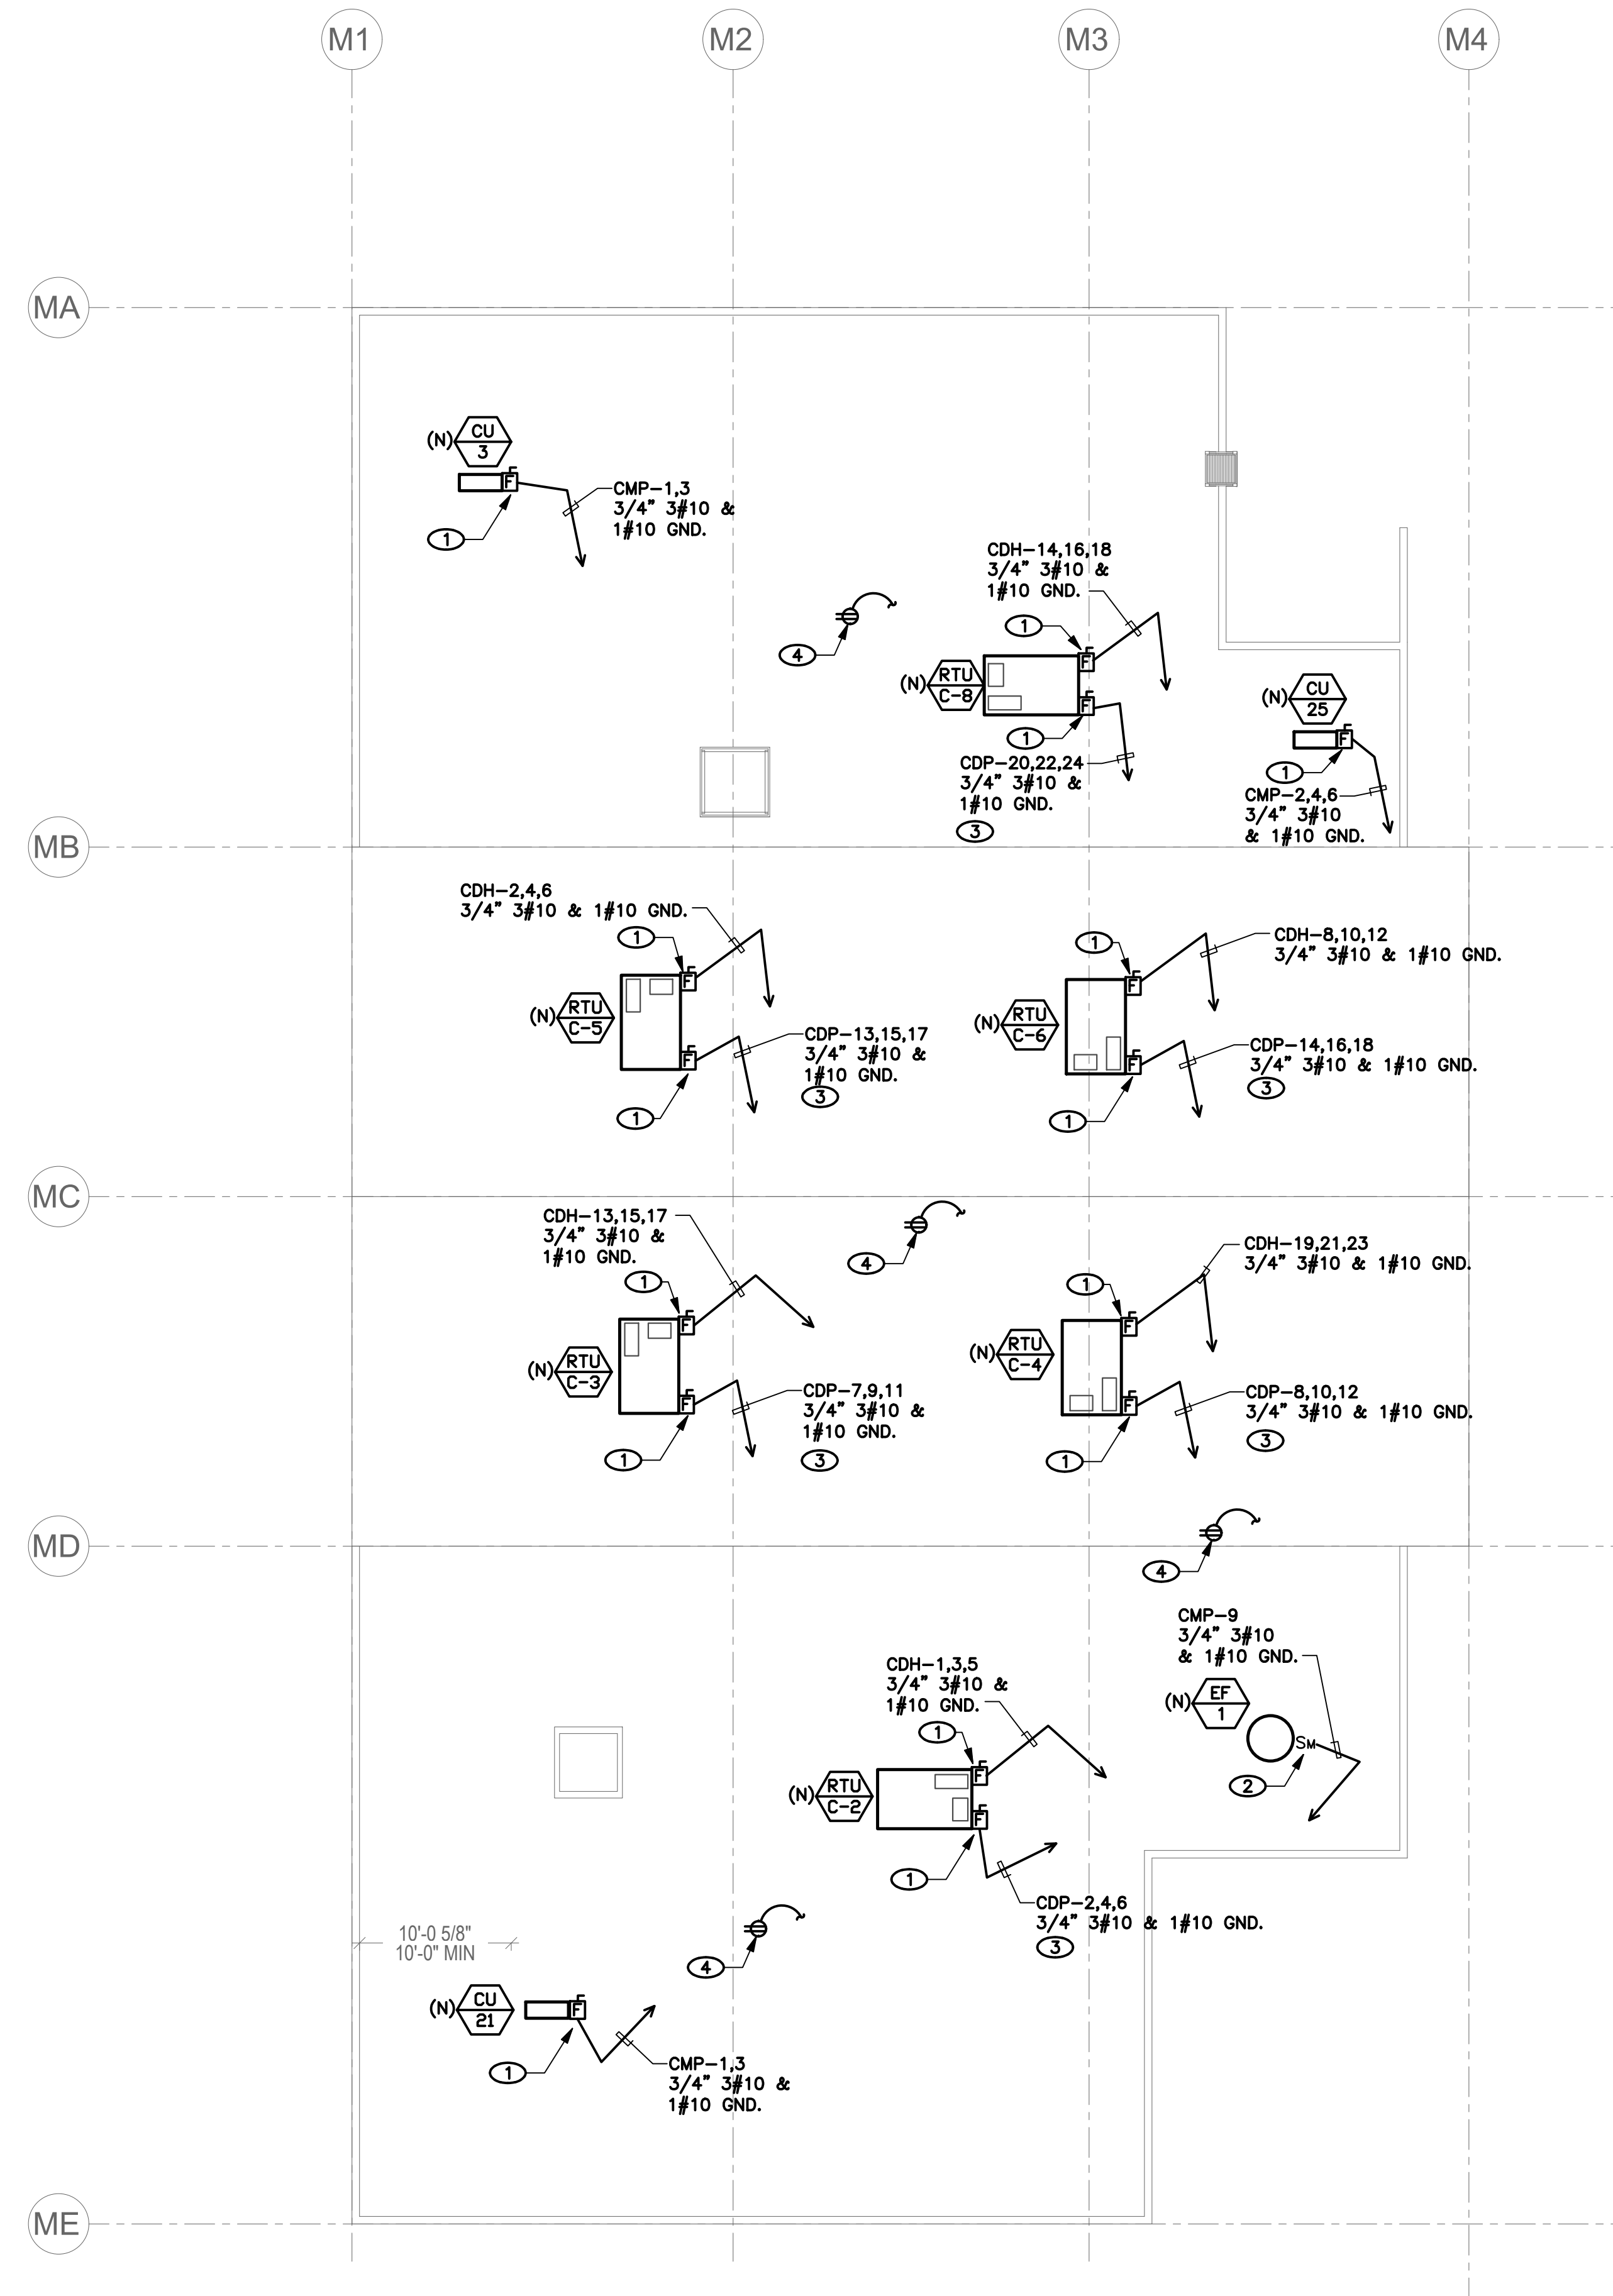 M1
M2
M3
M4
MA
(N)
CU
3
F
CMP-1,3
3/4" 3#10 &
1#10 GND.
1
CDH-14,16,18
3/4" 3#10 &
1#10 GND.
1
4
(N)
RTU
C-8
F
F
1
CDP-20,22,24
3/4" 3#10 &
1#10 GND.
3
(N)
CU
25
F
1
CMP-2,4,6
3/4" 3#10
& 1#10 GND.
MB
CDH-2,4,6
3/4" 3#10 & 1#10 GND.
1
F
(N)
RTU
C-5
F
CDP-13,15,17
3/4" 3#10 &
1#10 GND.
3
1
1
CDH-8,10,12
3/4" 3#10 & 1#10 GND.
F
(N)
RTU
C-6
F
CDP-14,16,18
3/4" 3#10 & 1#10 GND.
3
1
MC
CDH-13,15,17
3/4" 3#10 &
1#10 GND.
1
4
F
(N)
RTU
C-3
F
CDP-7,9,11
3/4" 3#10 &
1#10 GND.
3
1
CDH-19,21,23
3/4" 3#10 & 1#10 GND.
1
F
(N)
RTU
C-4
F
CDP-8,10,12
3/4" 3#10 & 1#10 GND.
3
1
MD
4
CMP-9
3/4" 3#10
& 1#10 GND.
(N)
EF
1
SM
2
CDH-1,3,5
3/4" 3#10 &
1#10 GND.
1
F
(N)
RTU
C-2
F
1
CDP-2,4,6
3/4" 3#10 & 1#10 GND.
3
4
10'-0 5/8"
10'-0" MIN
(N)
CU
21
F
1
CMP-1,3
3/4" 3#10 &
1#10 GND.
ME